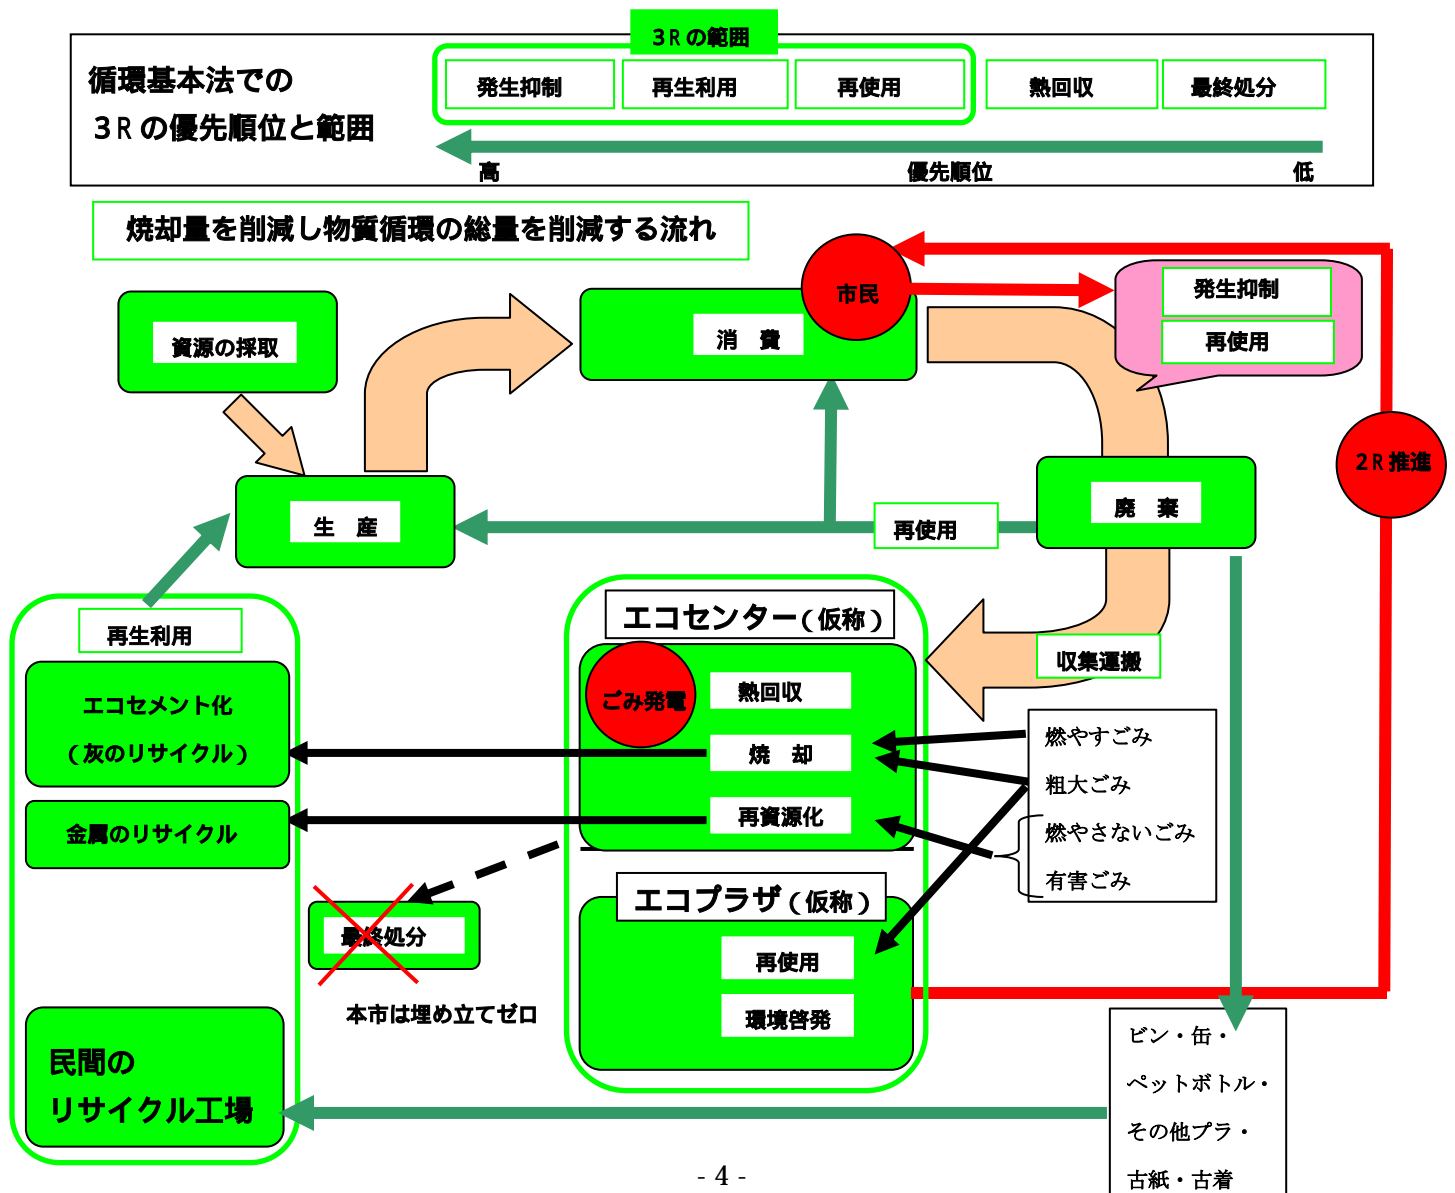 3Rの範囲
循環基本法での
3Rの優先順位と範囲
発生抑制
再生利用
再使用
熱回収
最終処分
高
優先順位
低
焼却量を削減し物質循環の総量を削減する流れ
市民
発生抑制
再使用
資源の採取
消 費
2R推進
生 産
再使用
廃 棄
エコセンター(仮称)
再生利用
収集運搬
ごみ発電
熱回収
エコセメント化
(灰のリサイクル)
焼 却
燃やすごみ
粗大ごみ
燃やさないごみ
有害ごみ
金属のリサイクル
再資源化
エコプラザ(仮称)
最終処分
再使用
本市は埋め立てゼロ
環境啓発
民間の
リサイクル工場
ビン・缶・
ペットボトル・
その他プラ・
古紙・古着
- 4 -